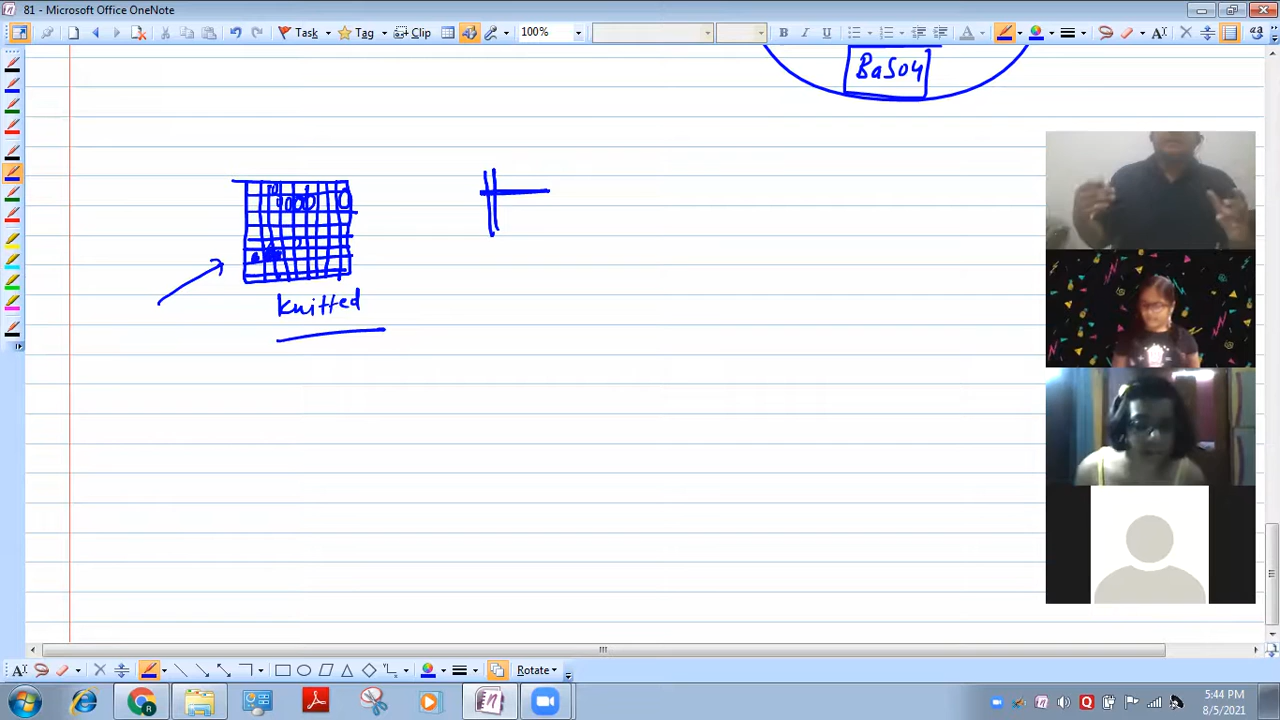 81 - Microsoft Office OneNote
Task
Tag
Clip
100%
B I U A
BaSO4
Knitted
Rotate
5:44 PM
8/5/2021